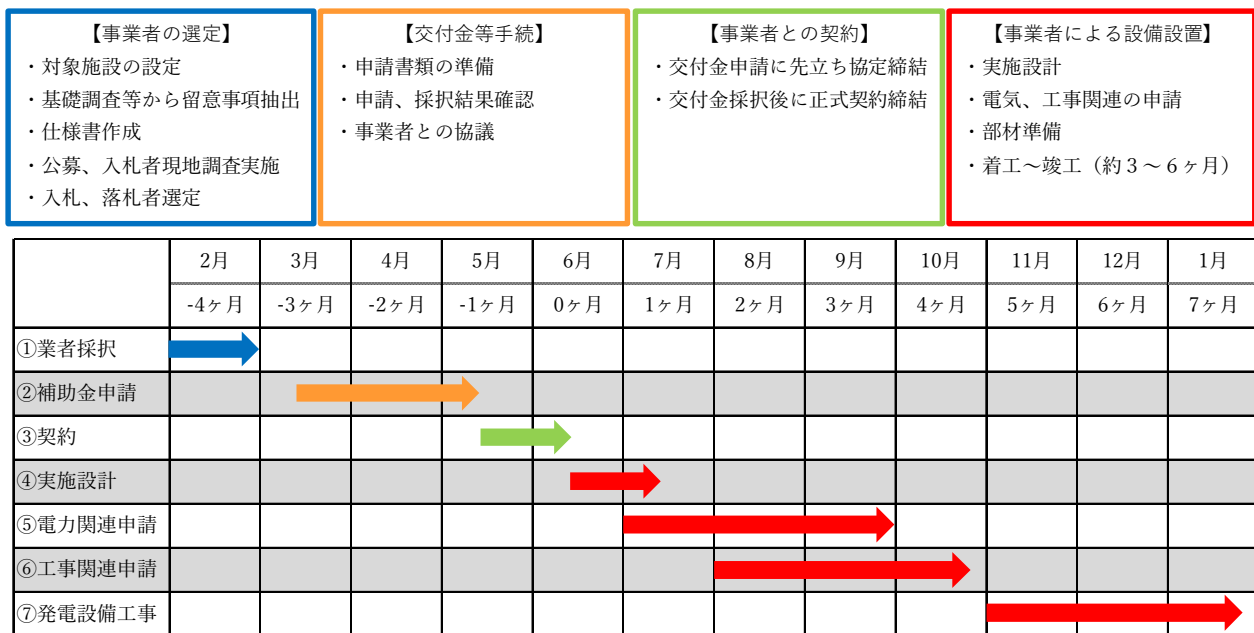 【事業者の選定】
・対象施設の設定
・基礎調査等から留意事項抽出
・仕様書作成
・公募、入札者現地調査実施
・入札、落札者選定
【交付金等手続】
・申請書類の準備
・申請、採択結果確認
・事業者との協議
【事業者との契約】
・交付金申請に先立ち協定締結
・交付金採択後に正式契約締結
【事業者による設備設置】
・実施設計
・電気、工事関連の申請
・部材準備
・着工～竣工（約３～６ヶ月）
2月 3月 4月 5月 6月 7月 8月 9月 10月 11月 12月 1月
-4ヶ月 -3ヶ月 -2ヶ月 -1ヶ月 0ヶ月 1ヶ月 2ヶ月 3ヶ月 4ヶ月 5ヶ月 6ヶ月 7ヶ月
①業者採択
②補助金申請
③契約
④実施設計
⑤電力関連申請
⑥工事関連申請
⑦発電設備工事